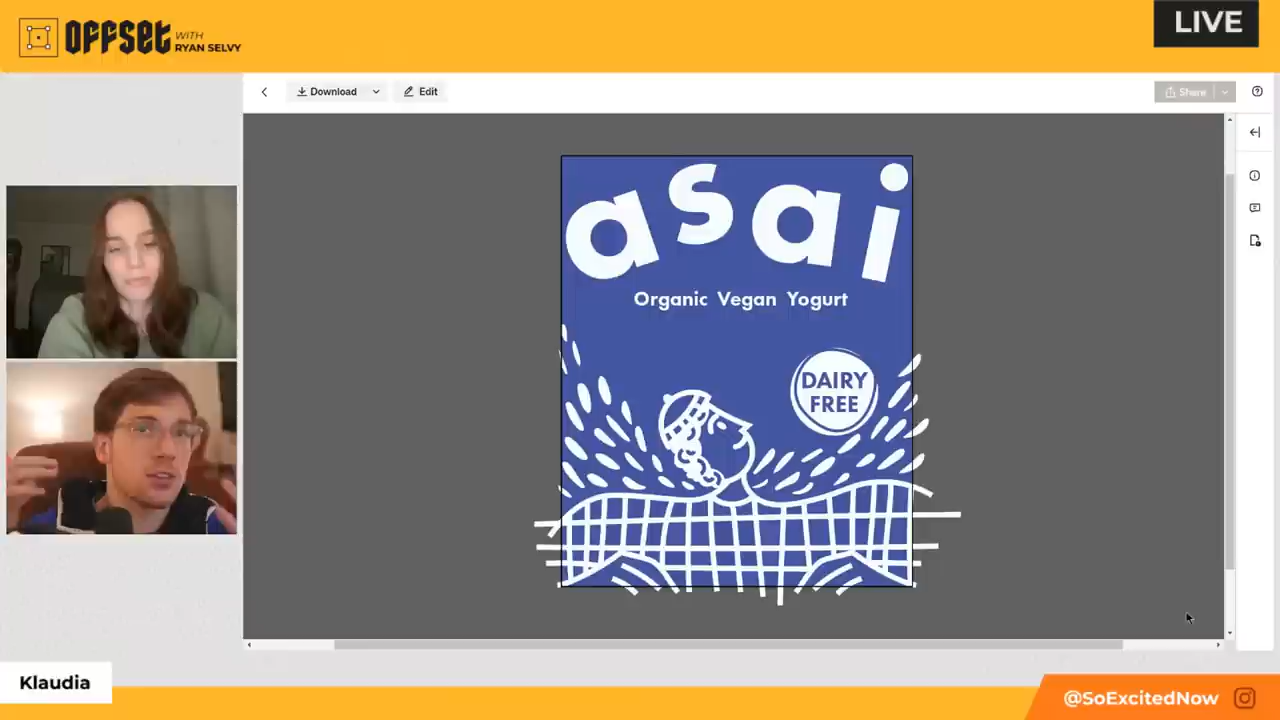 OFFSET
WITH
RYAN SELVY
LIVE
Download
Edit
Share
asai
Organic Vegan Yogurt
DAIRY
FREE
Klaudia
@SoExcitedNow